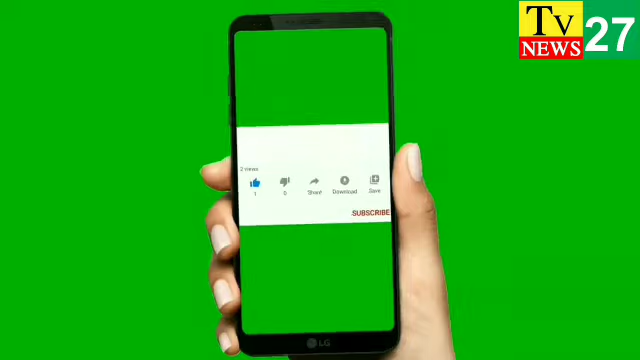 TV
NEWS
27
2 views
1
0
Share
Download
Save
SUBSCRIBE
LG